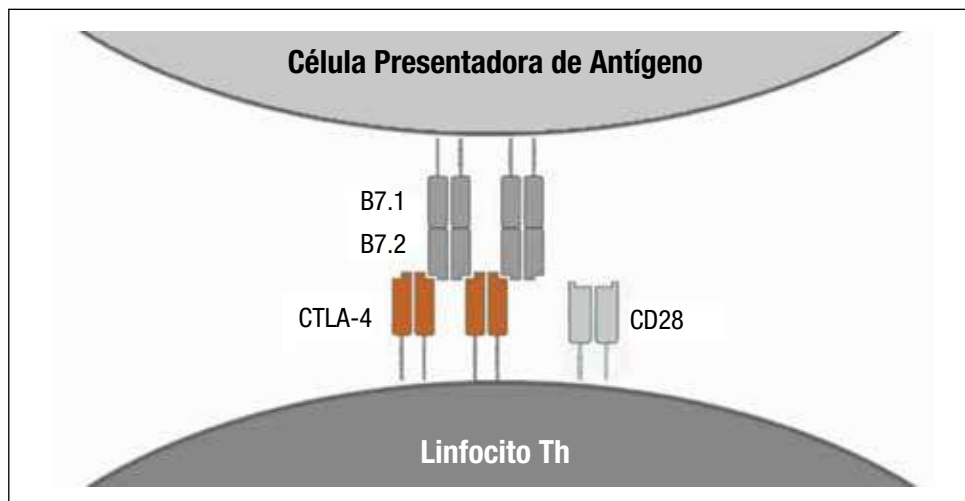 Célula Presentadora de Antígeno
B7.1
B7.2
CTLA-4
CD28
Linfocito Th